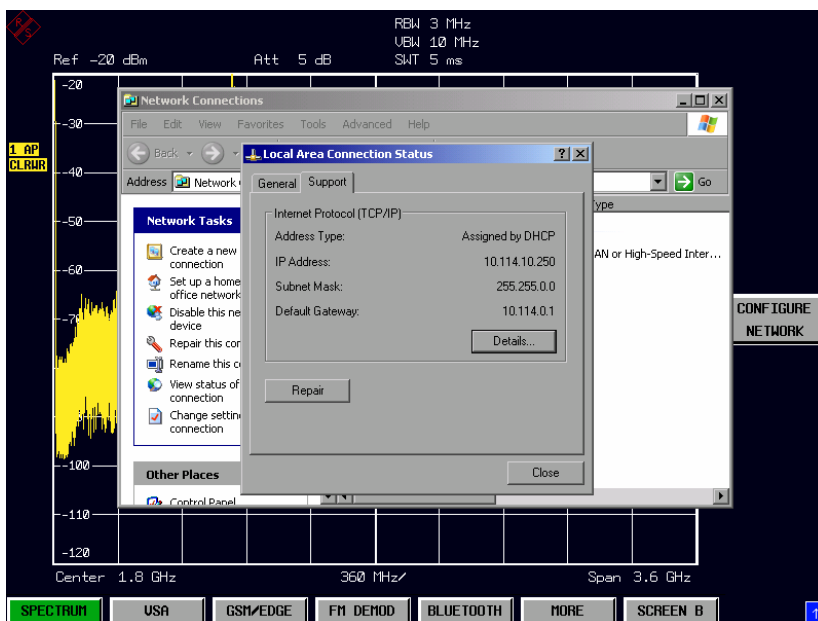 R S
RBW 3 MHz
VBW 10 MHz
Ref -20 dBm Att 5 dB SWT 5 ms
-20
-30
-40
-50
-60
-100
-110
-120
1 AP
CLRWR
Network Connections
File Edit View Favorites Tools Advanced Help
Back
Address Network Go
Network Tasks
Create a new
connection
Set up a home
office network
Disable this
device
Repair this
Rename this
View status of
connection
Change
connection
Other Places
Control Panel
AN or High-Speed Inter...
Local Area Connection Status
General Support
Internet Protocol (TCP/IP)
Address Type: Assigned by DHCP
IP Address: 10.114.10.250
Subnet Mask: 255.255.0.0
Default Gateway: 10.114.0.1
Details...
Repair
Close
CONFIGURE
NETWORK
Center 1.8 GHz 360 MHz/ Span 3.6 GHz
SPECTRUM VSA GSM/EDGE FM DEMOD BLUETOOTH MORE SCREEN B